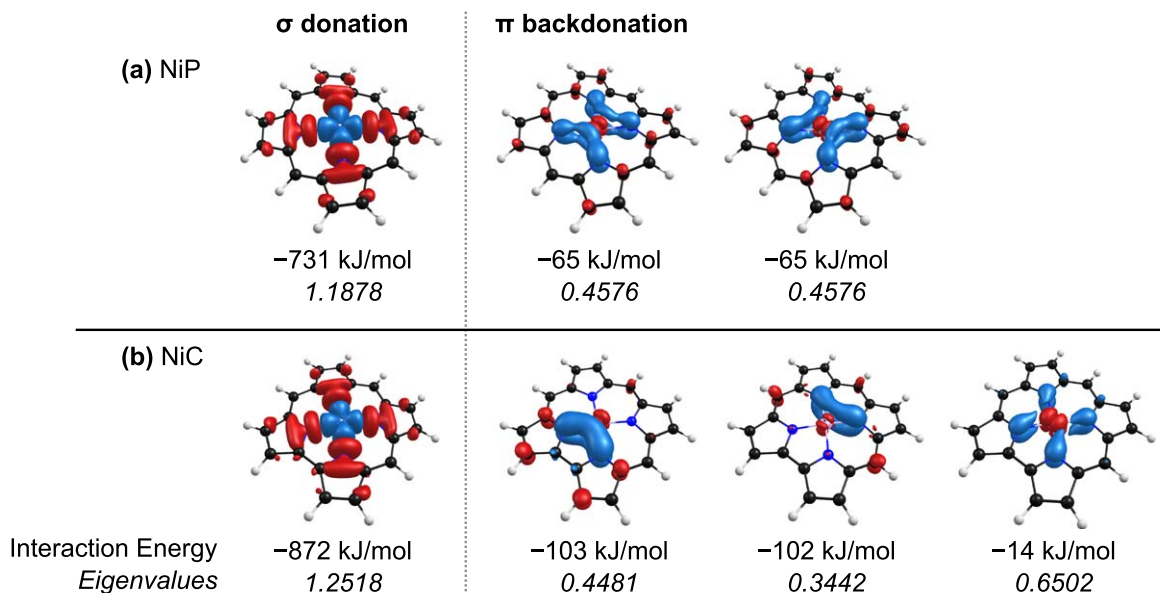 σ donation π backdonation
(a) NiP
−731 kJ/mol −65 kJ/mol −65 kJ/mol
1.1878 0.4576 0.4576
(b) NiC
Interaction Energy −872 kJ/mol −103 kJ/mol −102 kJ/mol −14 kJ/mol
Eigenvalues 1.2518 0.4481 0.3442 0.6502